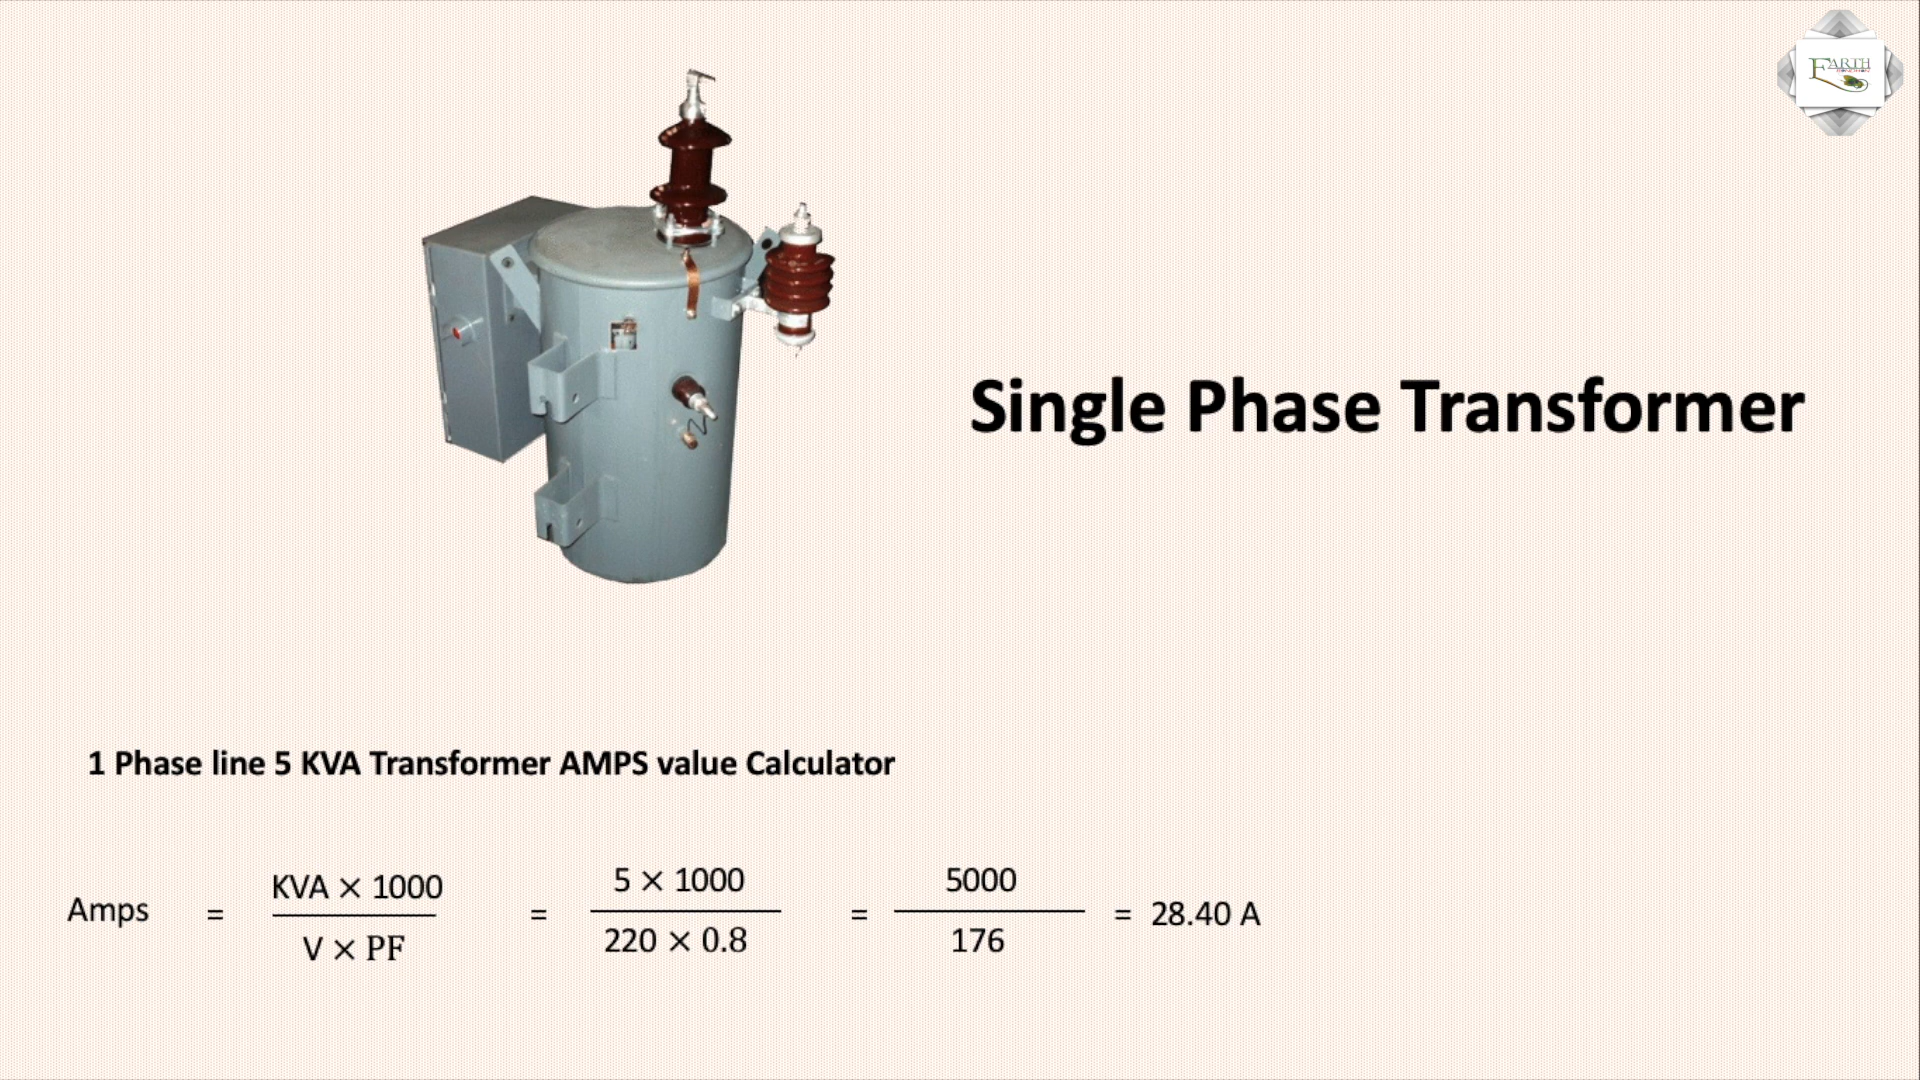 EARTH
Single Phase Transformer
1 Phase line 5 KVA Transformer AMPS value Calculator
Amps = KVA × 1000 / V × PF = 5 × 1000 / 220 × 0.8 = 5000 / 176 = 28.40 A